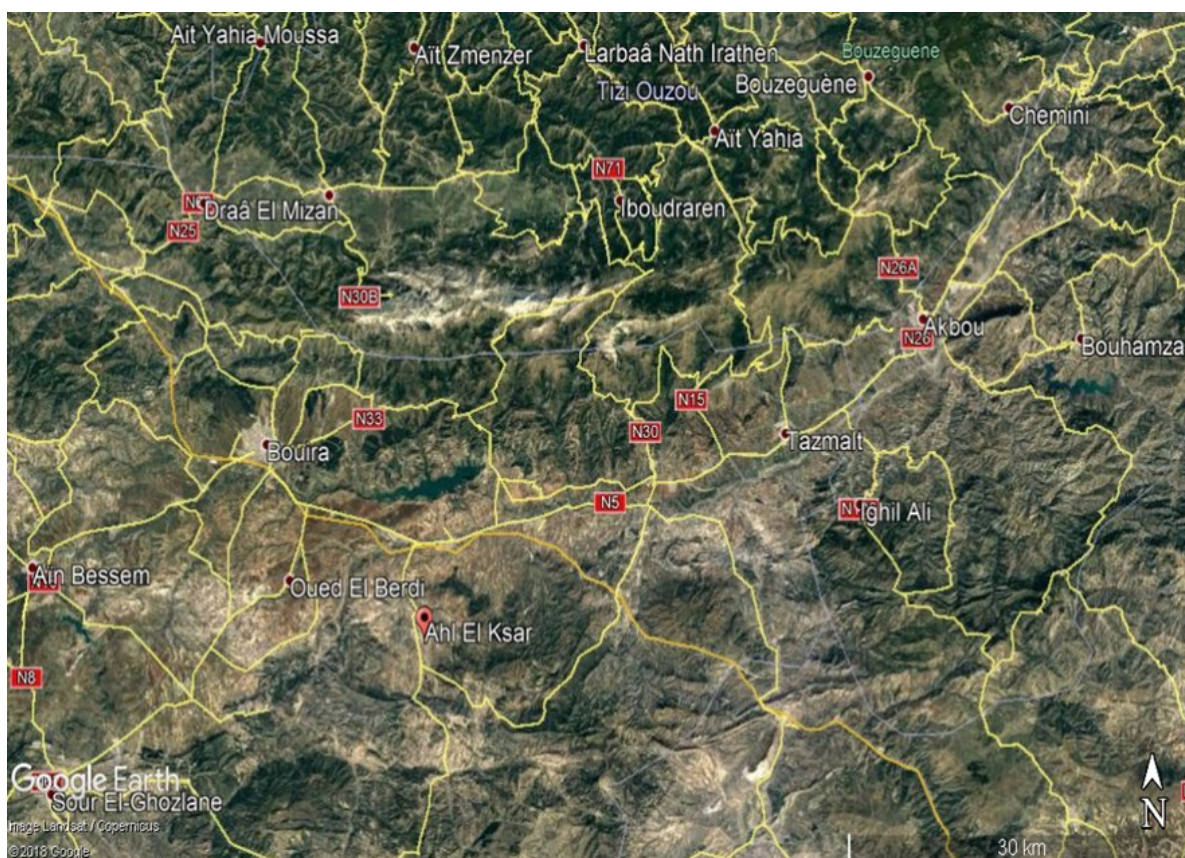 Ait Yahia Moussa
Aït Zmenzer
Larbaâ Nath Irathen
Bouzeguene
Bouzeguène
Tizi Ouzou
Chemini
Aït Yahia
N71
Draâ El Mizan
Iboudraren
N25
N26A
N30B
Akbou
N26
Bouhamza
N15
N33
N30
Tazmalt
Bouira
N5
Ighil Ali
Aïn Bessem
Oued El Berdi
Ahl El Ksar
N8
Google Earth
Sour El-Ghozlane
Image Landsat / Copernicus
© 2018 Google
N
30 km